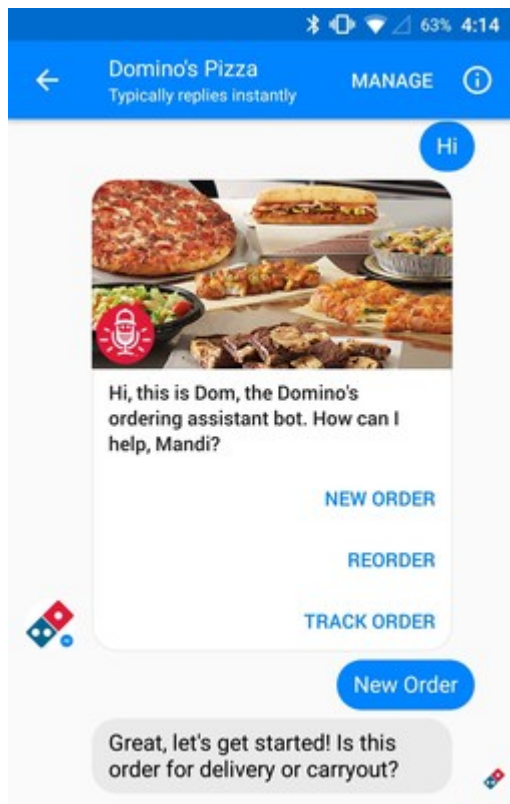 63% 4:14
Domino's Pizza
Typically replies instantly
MANAGE
Hi
Hi, this is Dom, the Domino's
ordering assistant bot. How can I
help, Mandi?
NEW ORDER
REORDER
TRACK ORDER
New Order
Great, let's get started! Is this
order for delivery or carryout?